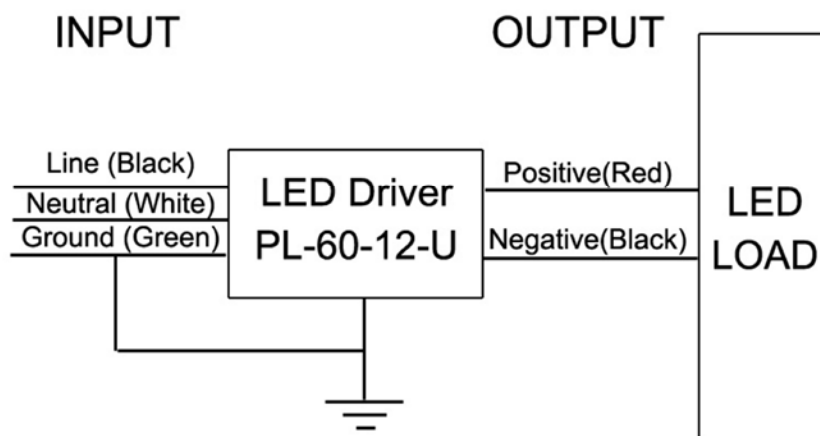 INPUT
OUTPUT
Line (Black)
Neutral (White)
Ground (Green)
LED Driver
PL-60-12-U
Positive(Red)
Negative(Black)
LED
LOAD